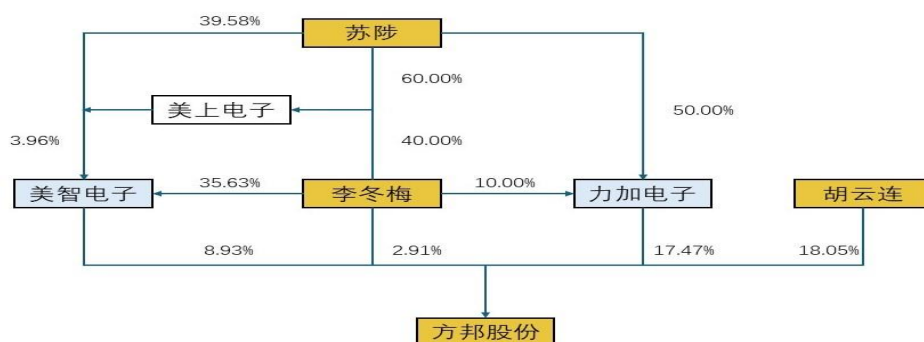 39.58%
苏陟
60.00%
美上电子
50.00%
3.96%
40.00%
美智电子
35.63%
李冬梅
10.00%
力加电子
胡云连
8.93%
2.91%
17.47%
18.05%
方邦股份